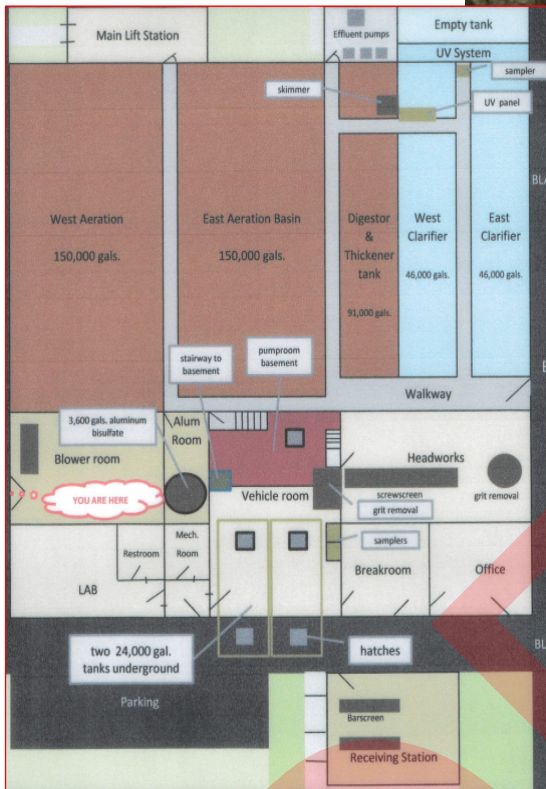 Main Lift Station
Effluent pumps
Empty tank
UV System
sampler
skimmer
UV panel
West Aeration
150,000 gals.
East Aeration Basin
150,000 gals.
Digestor
&
Thickener
tank
91,000 gals.
West
Clarifier
46,000 gals.
East
Clarifier
46,000 gals.
stairway to
basement
pumproom
basement
Walkway
3,600 gals. aluminum
bisulfate
Alum
Room
Blower room
YOU ARE HERE
Vehicle room
Headworks
screwscreen
grit removal
grit removal
Restroom
Mech.
Room
samplers
LAB
Breakroom
Office
two 24,000 gal.
tanks underground
hatches
Parking
Barscreen
Receiving Station